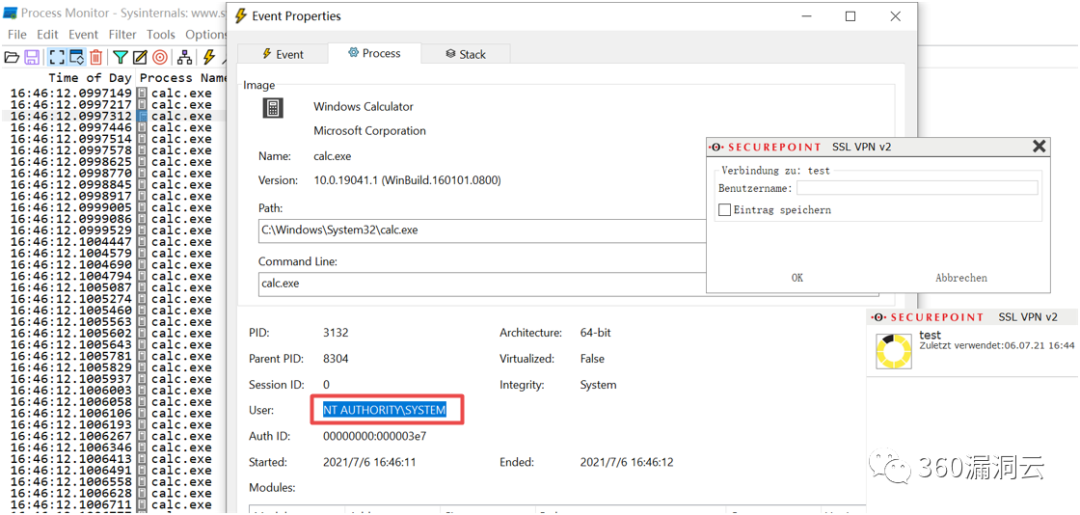 Process Monitor - Sysinternals: www.s
File Edit Event Filter Tools Options
Time of Day Process Name
16:46:12.0997149 calc.exe
16:46:12.0997217 calc.exe
16:46:12.0997312 calc.exe
16:46:12.0997446 calc.exe
16:46:12.0997514 calc.exe
16:46:12.0997578 calc.exe
16:46:12.0998625 calc.exe
16:46:12.0998770 calc.exe
16:46:12.0998845 calc.exe
16:46:12.0998917 calc.exe
16:46:12.0999005 calc.exe
16:46:12.0999086 calc.exe
16:46:12.0999529 calc.exe
16:46:12.1004447 calc.exe
16:46:12.1004579 calc.exe
16:46:12.1004690 calc.exe
16:46:12.1004794 calc.exe
16:46:12.1005087 calc.exe
16:46:12.1005274 calc.exe
16:46:12.1005460 calc.exe
16:46:12.1005563 calc.exe
16:46:12.1005602 calc.exe
16:46:12.1005643 calc.exe
16:46:12.1005781 calc.exe
16:46:12.1005829 calc.exe
16:46:12.1005937 calc.exe
16:46:12.1006003 calc.exe
16:46:12.1006058 calc.exe
16:46:12.1006106 calc.exe
16:46:12.1006193 calc.exe
16:46:12.1006267 calc.exe
16:46:12.1006346 calc.exe
16:46:12.1006413 calc.exe
16:46:12.1006491 calc.exe
16:46:12.1006558 calc.exe
16:46:12.1006628 calc.exe
16:46:12.1006711 calc.exe
Event Properties
Event Process Stack
Image
Windows Calculator
Microsoft Corporation
Name: calc.exe
Version: 10.0.19041.1 (WinBuild.160101.0800)
Path:
C:\Windows\System32\calc.exe
Command Line:
calc.exe
PID: 3132 Architecture: 64-bit
Parent PID: 8304 Virtualized: False
Session ID: 0 Integrity: System
User: NT AUTHORITY\SYSTEM
Auth ID: 00000000:000003e7
Started: 2021/7/6 16:46:11 Ended: 2021/7/6 16:46:12
Modules:
SECUREPOINT SSL VPN v2
Verbindung zu: test
Benutzername:
Eintrag speichern
OK Abbrechen
SECUREPOINT SSL VPN v2
test
Zuletzt verwendet:06.07.21 16:44
360漏洞云